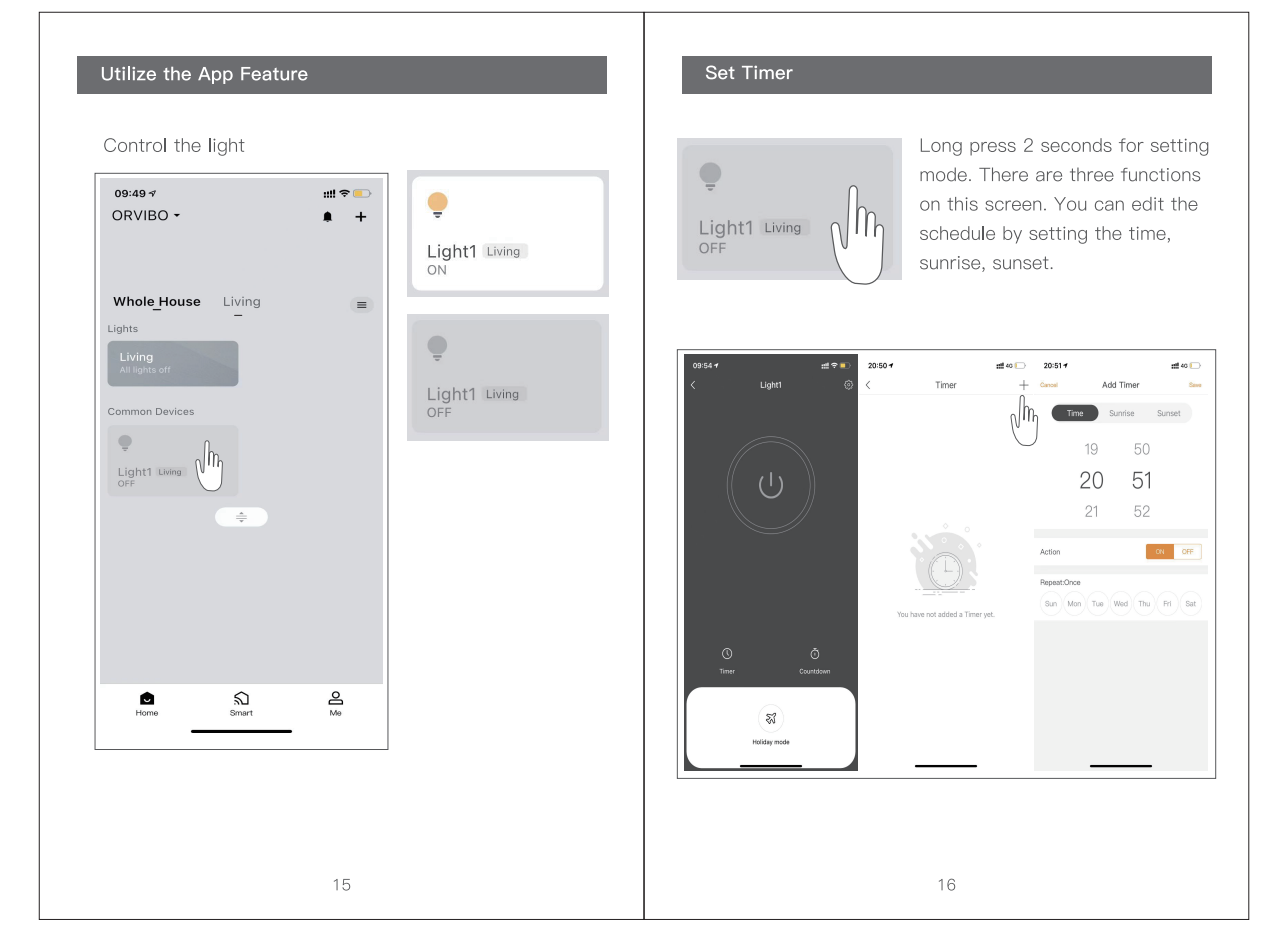 Utilize the App Feature
Control the light
09:49
ORVIBO
Whole House Living
Lights
Living
All lights off
Common Devices
Light1 Living
OFF
Home Smart Me
Light1 Living
ON
Light1 Living
OFF
15
Set Timer
Light1 Living
OFF
Long press 2 seconds for setting
mode. There are three functions
on this screen. You can edit the
schedule by setting the time,
sunrise, sunset.
09:54
Light1
Timer Countdown
Holiday mode
20:50 4G
Timer
You have not added a Timer yet.
20:51 4G
Cancel Add Timer Save
Time Sunrise Sunset
19 50
20 51
21 52
Action ON OFF
Repeat:Once
Sun Mon Tue Wed Thu Fri Sat
16